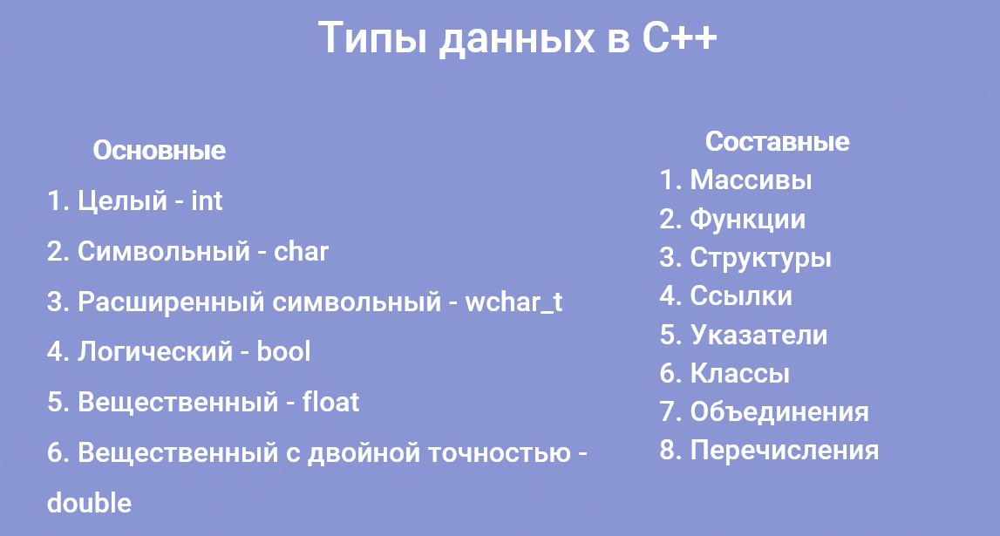 Типы данных в C++
Основные
1. Целый - int
2. Символьный - char
3. Расширенный символьный - wchar_t
4. Логический - bool
5. Вещественный - float
6. Вещественный с двойной точностью -
double
Составные
1. Массивы
2. Функции
3. Структуры
4. Ссылки
5. Указатели
6. Классы
7. Объединения
8. Перечисления